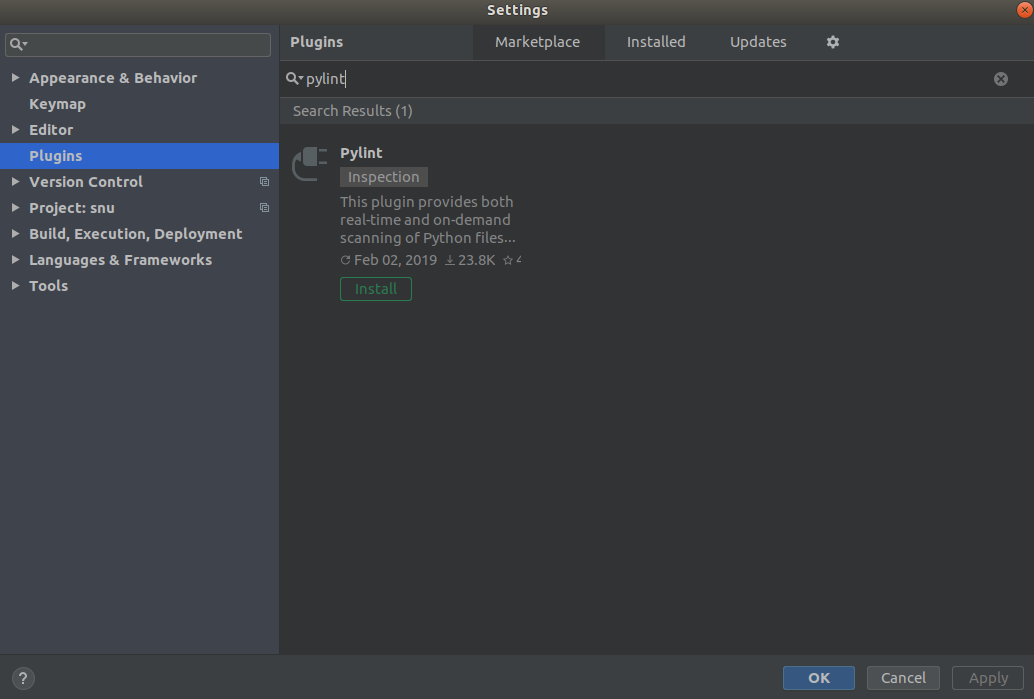 Settings
Plugins
Marketplace
Installed
Updates
pylint
Appearance & Behavior
Keymap
Editor
Plugins
Version Control
Project: snu
Build, Execution, Deployment
Languages & Frameworks
Tools
Search Results (1)
Pylint
Inspection
This plugin provides both
real-time and on-demand
scanning of Python files...
Feb 02, 2019 23.8K
Install
?
OK
Cancel
Apply